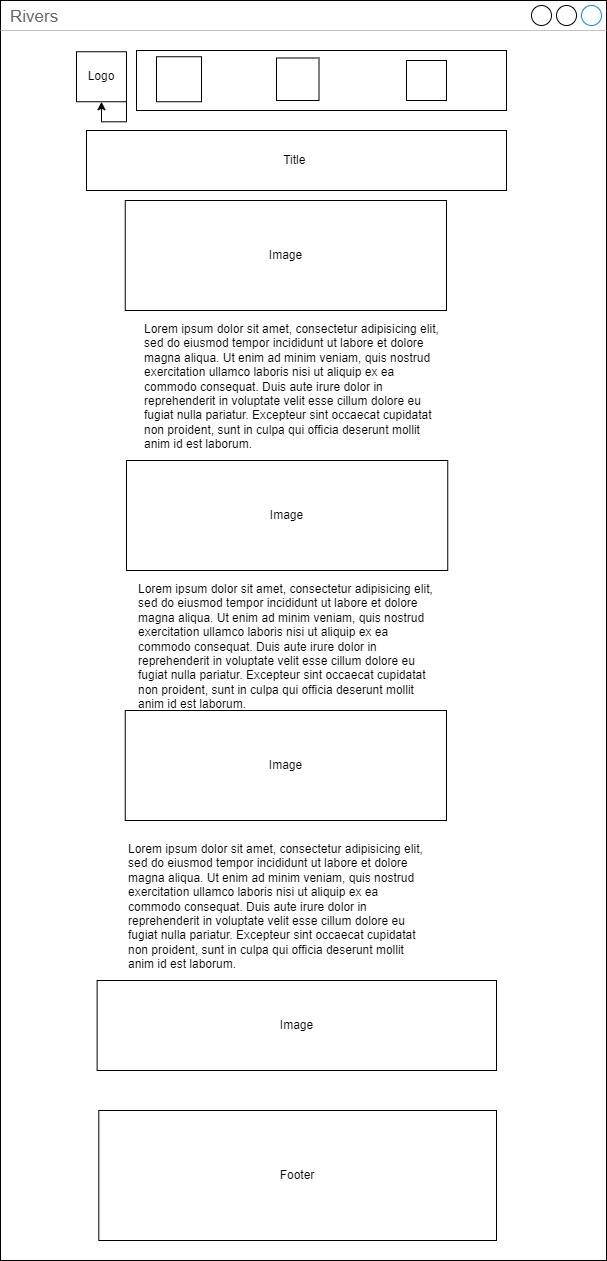 Rivers
Logo
Title
Image
Lorem ipsum dolor sit amet, consectetur adipisicing elit,
sed do eiusmod tempor incididunt ut labore et dolore
magna aliqua. Ut enim ad minim veniam, quis nostrud
exercitation ullamco laboris nisi ut aliquip ex ea
commodo consequat. Duis aute irure dolor in
reprehenderit in voluptate velit esse cillum dolore eu
fugiat nulla pariatur. Excepteur sint occaecat cupidatat
non proident, sunt in culpa qui officia deserunt mollit
anim id est laborum.
Image
Lorem ipsum dolor sit amet, consectetur adipisicing elit,
sed do eiusmod tempor incididunt ut labore et dolore
magna aliqua. Ut enim ad minim veniam, quis nostrud
exercitation ullamco laboris nisi ut aliquip ex ea
commodo consequat. Duis aute irure dolor in
reprehenderit in voluptate velit esse cillum dolore eu
fugiat nulla pariatur. Excepteur sint occaecat cupidatat
non proident, sunt in culpa qui officia deserunt mollit
anim id est laborum.
Image
Lorem ipsum dolor sit amet, consectetur adipisicing elit,
sed do eiusmod tempor incididunt ut labore et dolore
magna aliqua. Ut enim ad minim veniam, quis nostrud
exercitation ullamco laboris nisi ut aliquip ex ea
commodo consequat. Duis aute irure dolor in
reprehenderit in voluptate velit esse cillum dolore eu
fugiat nulla pariatur. Excepteur sint occaecat cupidatat
non proident, sunt in culpa qui officia deserunt mollit
anim id est laborum.
Image
Footer